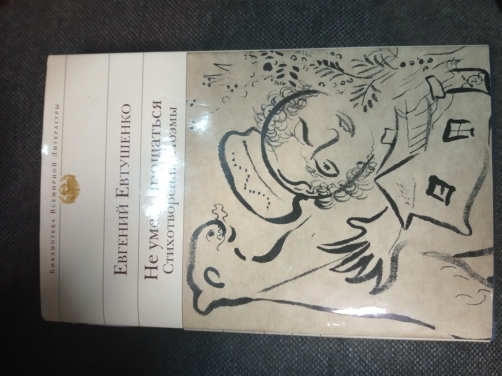 Библиотека Всемирной Литературы
Евгений Евтушенко
Не умею прощаться
Стихотворения. Поэмы